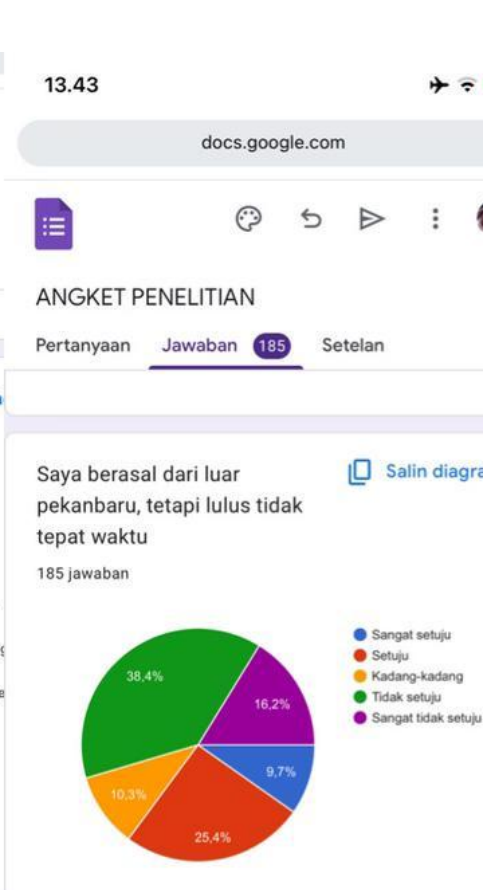 13.43
docs.google.com
ANGKET PENELITIAN
Pertanyaan Jawaban 185 Setelan
Saya berasal dari luar
pekanbaru, tetapi lulus tidak
tepat waktu
Salin diagra
185 jawaban
Sangat setuju
Setuju
Kadang-kadang
Tidak setuju
Sangat tidak setuju
38,4%
16,2%
9,7%
10,3%
25,4%